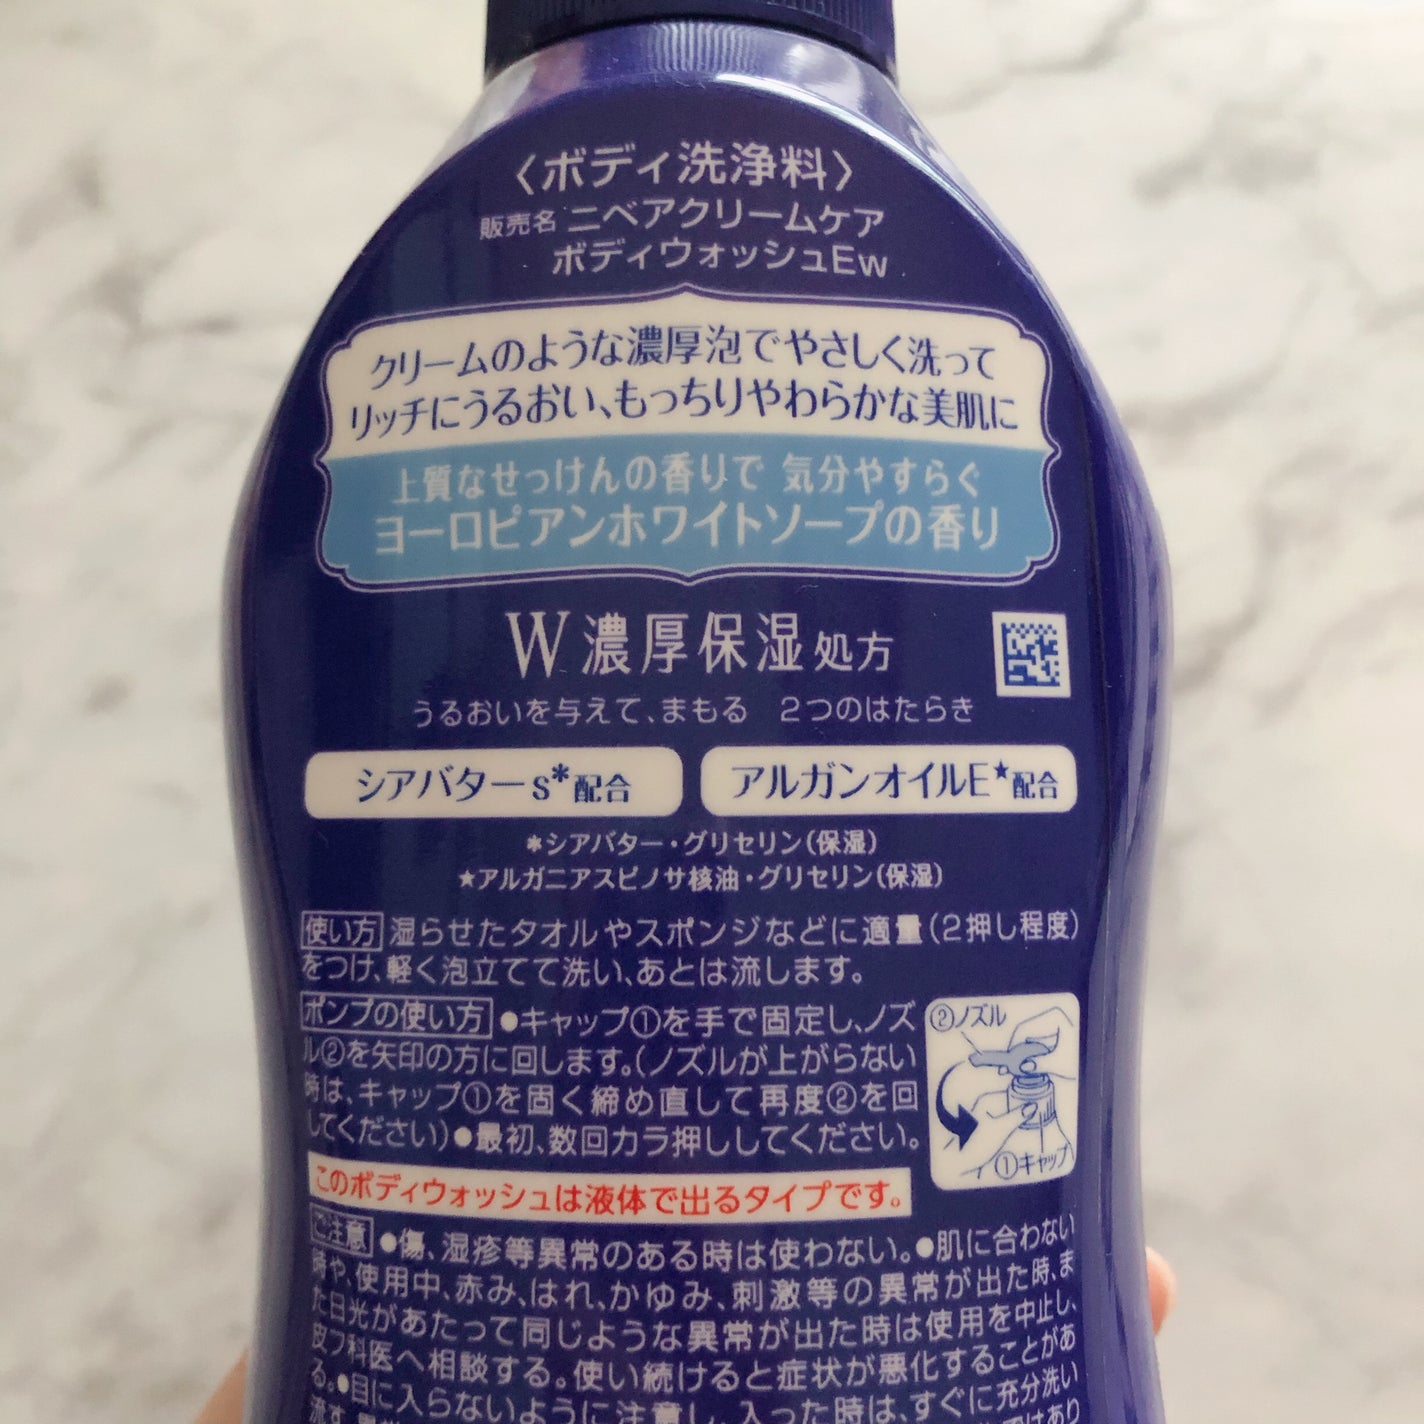 〈ボディ洗浄料〉
販売名 ニベアクリームケア
ボディウォッシュEw
クリームのような濃厚泡でやさしく洗って
リッチにうるおい、もっちりやわらかな美肌に
上質なせっけんの香りで 気分やすらぐ
ヨーロピアンホワイトソープの香り
W濃厚保湿処方
うるおいを与えて、まもる 2つのはたらき
シアバターs*配合
アルガンオイルE★配合
*シアバター・グリセリン(保湿)
★アルガニアスピノサ核油・グリセリン(保湿)
使い方 湿らせたタオルやスポンジなどに適量(2押し程度)
をつけ、軽く泡立てて洗い、あとは流します。
ポンプの使い方 ●キャップ①を手で固定し、ノズ
ル②を矢印の方に回します。(ノズルが上がらない
時は、キャップ①を固く締め直して再度②を回
してください)●最初、数回カラ押ししてください。
②ノズル
①キャップ
このボディウォッシュは液体で出るタイプです。
ご注意 ●傷、湿疹等異常のある時は使わない。●肌に合わない
時や、使用中、赤み、はれ、かゆみ、刺激等の異常が出た時、ま
た日光があたって同じような異常が出た時は使用を中止し、
皮フ科医へ相談する。使い続けると症状が悪化することがあ
る。●目に入らないように注意し、入った時は、すぐに充分洗い
流す。